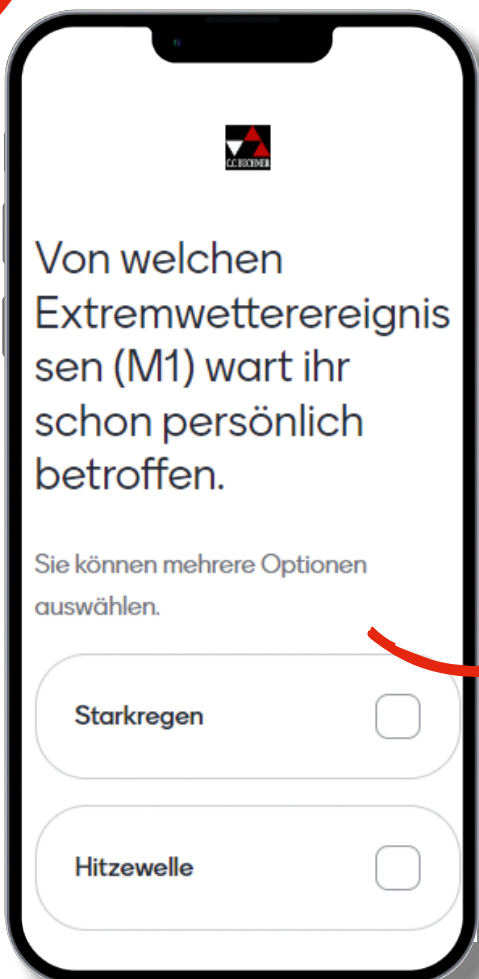 C.C.BUCHNER
Von welchen
Extremwetterereignis
sen (M1) wart ihr
schon persönlich
betroffen.
Sie können mehrere Optionen
auswählen.
Starkregen
Hitzewelle